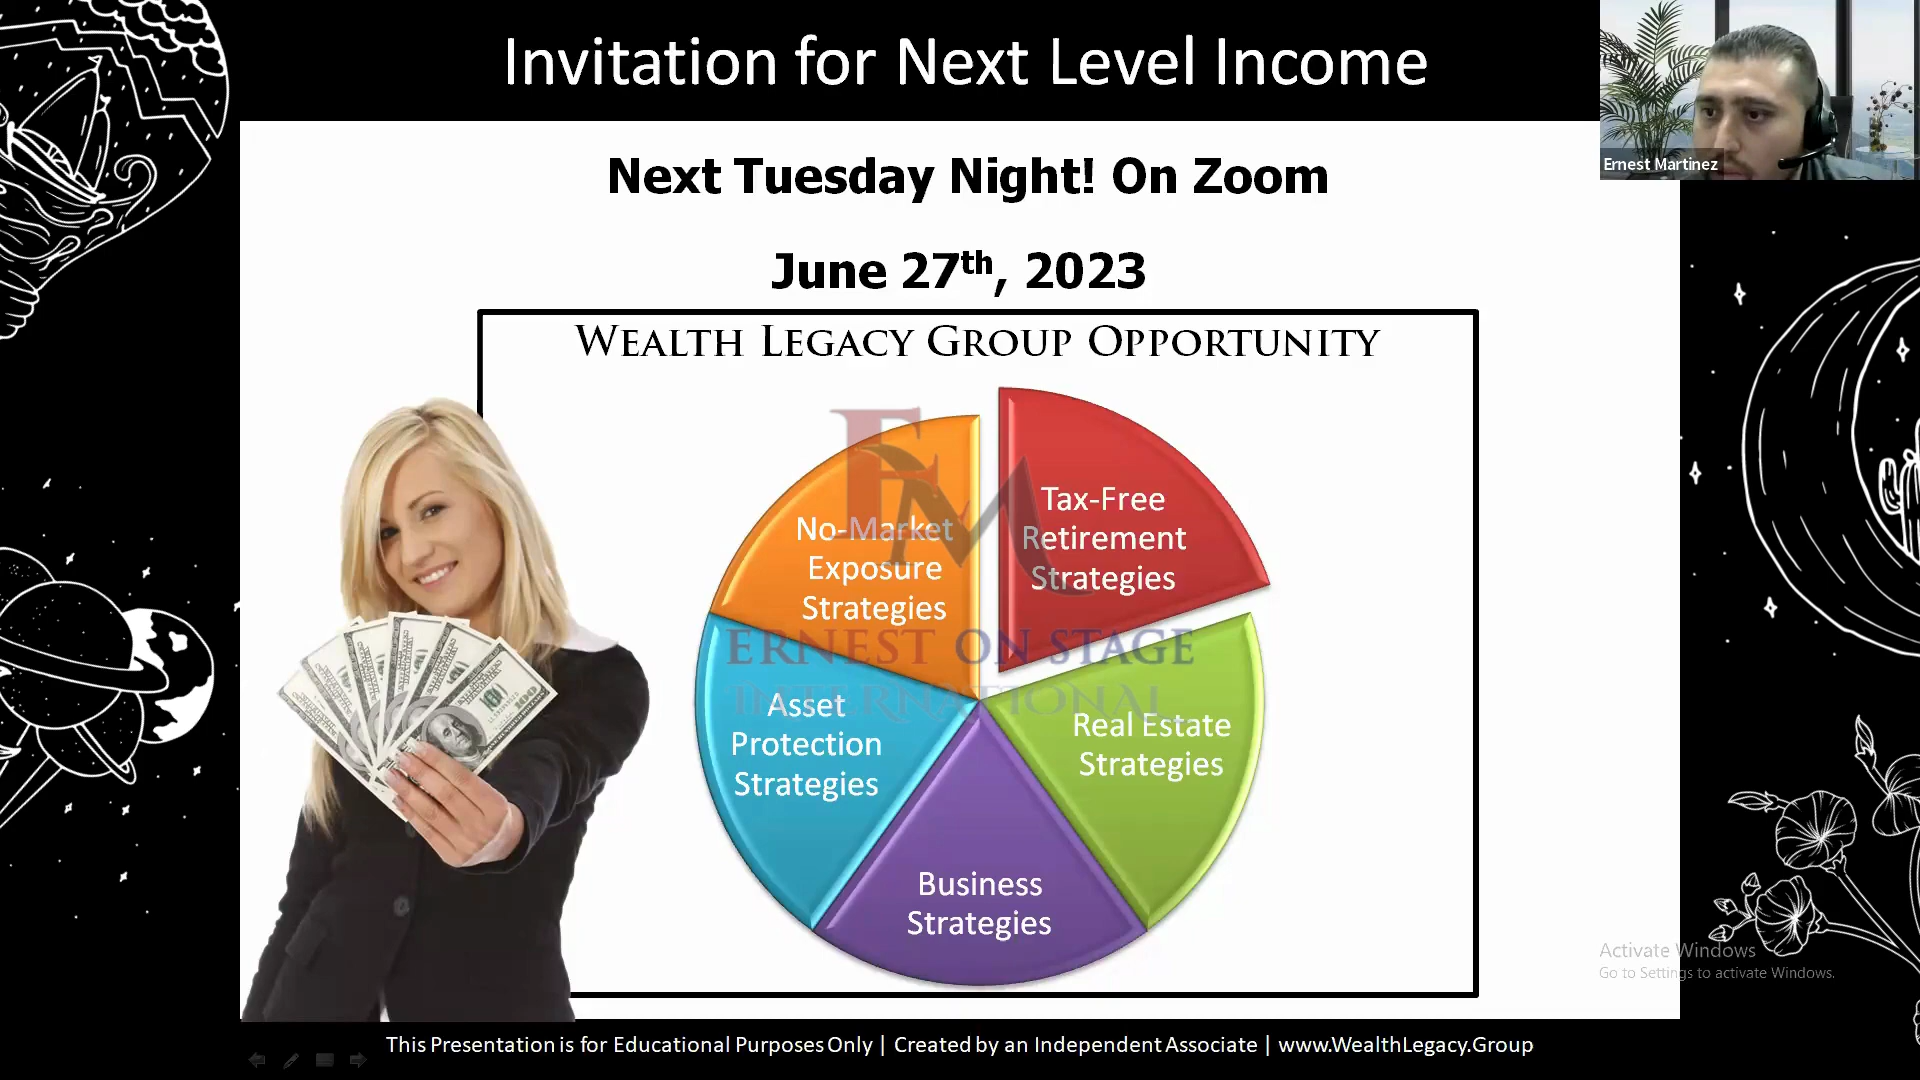 Invitation for Next Level Income
Ernest Martinez
Next Tuesday Night! On Zoom
June 27th, 2023
WEALTH LEGACY GROUP OPPORTUNITY
No-Market
Exposure
Strategies
Tax-Free
Retirement
Strategies
EM
ERNEST ON STAGE
INTERNATIONAL
Asset
Protection
Strategies
Real Estate
Strategies
Business
Strategies
100
Activate Windows
Go to Settings to activate Windows.
This Presentation is for Educational Purposes Only | Created by an Independent Associate | www.WealthLegacy.Group